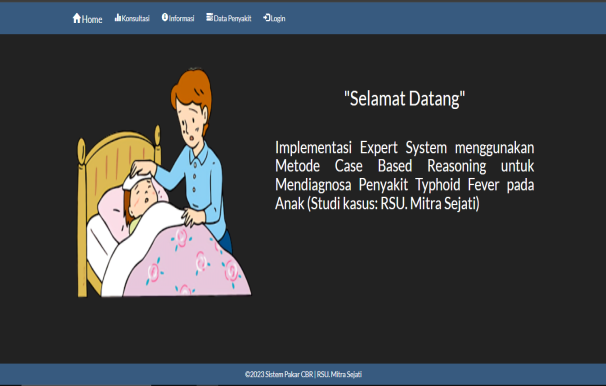 Home Konsultasi Informasi Data Penyakit Login
"Selamat Datang"
Implementasi Expert System menggunakan
Metode Case Based Reasoning untuk
Mendiagnosa Penyakit Typhoid Fever pada
Anak (Studi kasus: RSU. Mitra Sejati)
©2023 Sistem Pakar CBR | RSU. Mitra Sejati